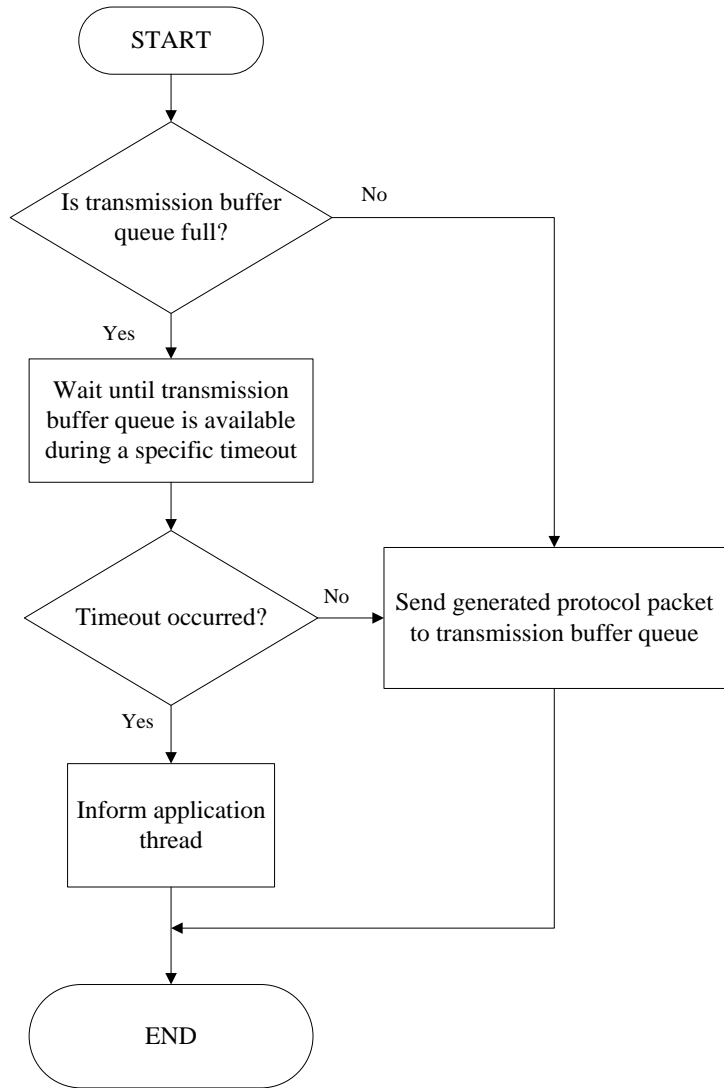 START
Is transmission buffer
queue full?
No
Yes
Wait until transmission
buffer queue is available
during a specific timeout
Timeout occurred?
No
Send generated protocol packet
to transmission buffer queue
Yes
Inform application
thread
END